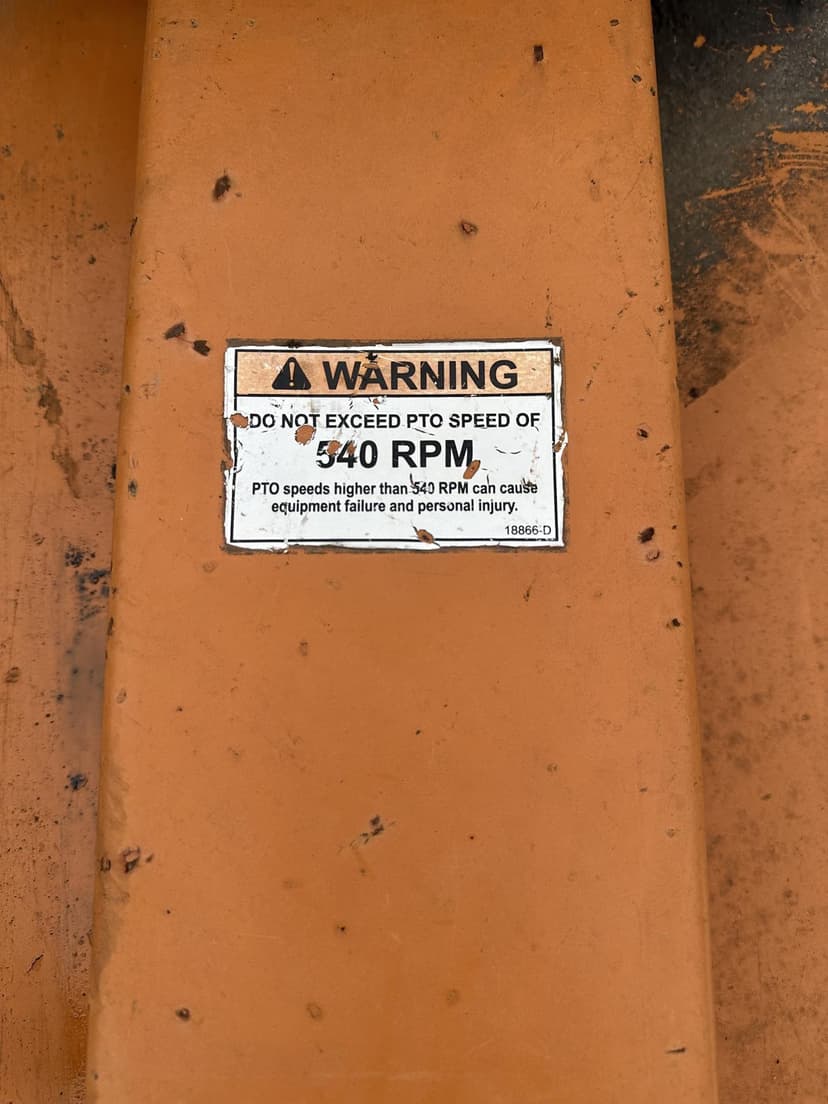 WARNING
DO NOT EXCEED PTO SPEED OF
540 RPM
PTO speeds higher than 540 RPM can cause
equipment failure and personal injury.
18866-D